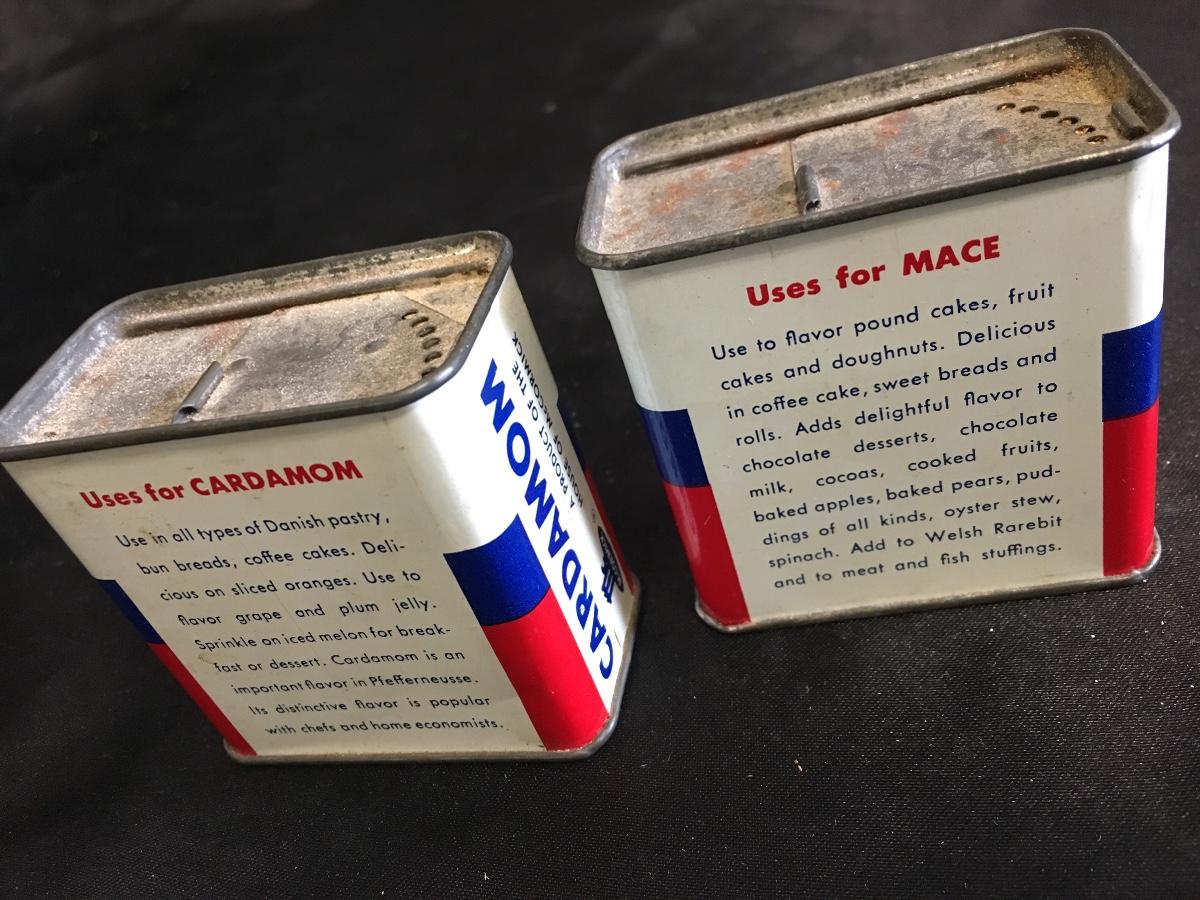 Uses for CARDAMOM
Use in all types of Danish pastry,
bun breads, coffee cakes. Deli-
cious on sliced oranges. Use to
flavor grape and plum jelly.
Sprinkle on iced melon for break-
fast or dessert. Cardamom is an
important flavor in Pfefferneusse.
Its distinctive flavor is popular
with chefs and home economists.
CARDAMOM
A PRODUCT OF THE
HOUSE OF McCORMICK
Uses for MACE
Use to flavor pound cakes, fruit
cakes and doughnuts. Delicious
in coffee cake, sweet breads and
rolls. Adds delightful flavor to
chocolate desserts, chocolate
milk, cocoas, cooked fruits,
baked apples, baked pears, pud-
dings of all kinds, oyster stew,
spinach. Add to Welsh Rarebit
and to meat and fish stuffings.